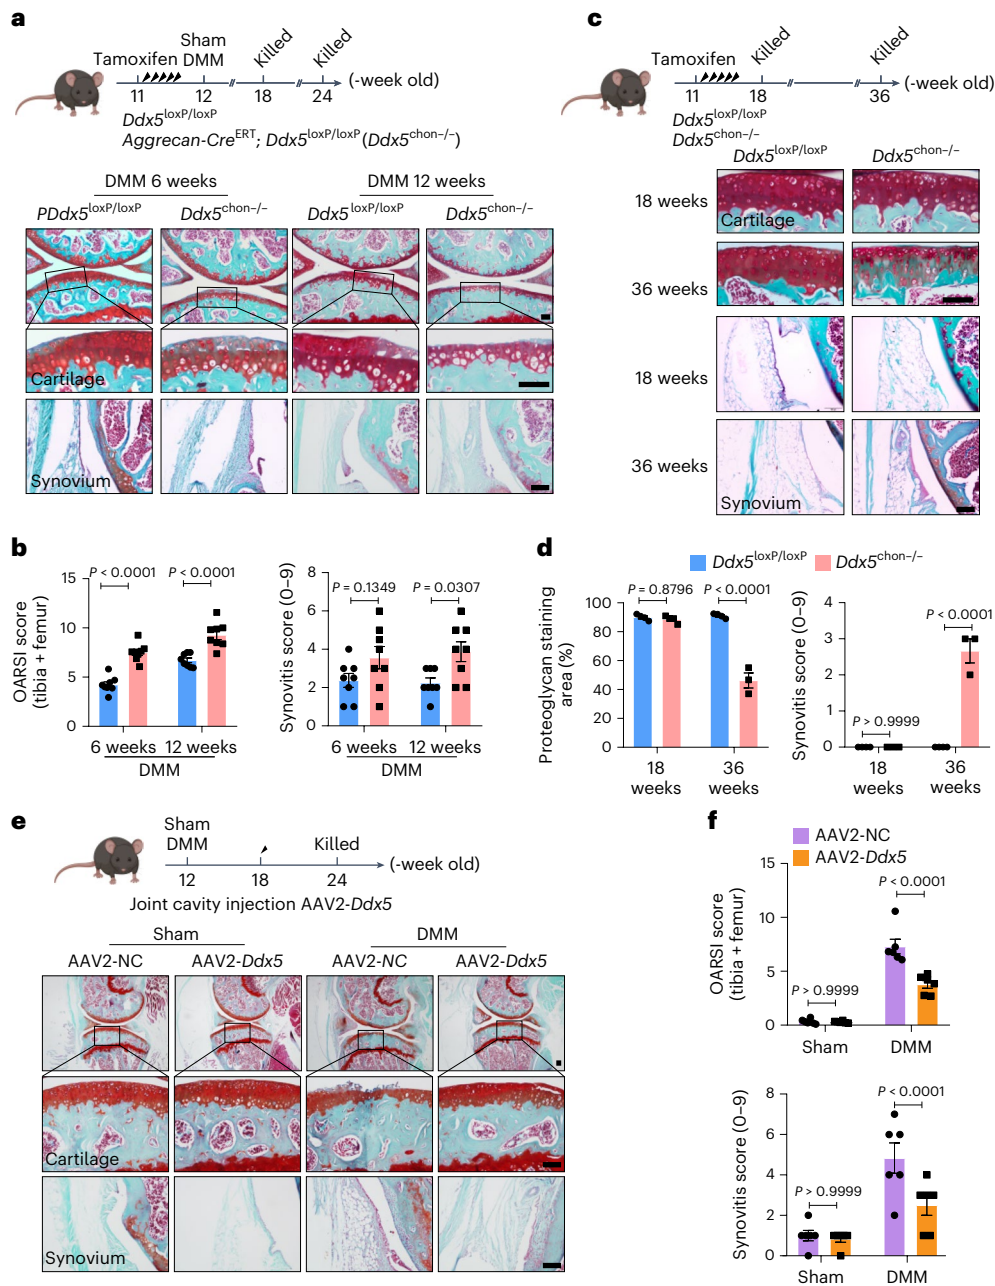 a
Tamoxifen
Sham
DMM
Killed
Killed
11
12
18
24
(-week old)
Ddx5loxP/loxP
Aggrecan-CreERT; Ddx5loxP/loxP (Ddx5chon−/−)
DMM 6 weeks
DMM 12 weeks
PDdx5loxP/loxP
Ddx5chon−/−
Ddx5loxP/loxP
Ddx5chon−/−
Cartilage
Synovium
c
Tamoxifen
Killed
Killed
11
18
36
(-week old)
Ddx5loxP/loxP
Ddx5chon−/−
Ddx5loxP/loxP
Ddx5chon−/−
18 weeks
Cartilage
36 weeks
18 weeks
36 weeks
Synovium
b
OARSI score
(tibia + femur)
15
10
5
0
P < 0.0001
P < 0.0001
6 weeks
12 weeks
DMM
Synovitis score (0–9)
8
6
4
2
0
P = 0.1349
P = 0.0307
6 weeks
12 weeks
DMM
d
Ddx5loxP/loxP
Ddx5chon−/−
Proteoglycan staining
area (%)
100
80
60
40
20
0
P = 0.8796
P < 0.0001
18
weeks
36
weeks
Synovitis score (0–9)
4
3
2
1
0
P > 0.9999
P < 0.0001
18
weeks
36
weeks
e
Sham
DMM
Killed
12
18
24
(-week old)
Joint cavity injection AAV2-Ddx5
Sham
DMM
AAV2-NC
AAV2-Ddx5
AAV2-NC
AAV2-Ddx5
Cartilage
Synovium
f
AAV2-NC
AAV2-Ddx5
OARSI score
(tibia + femur)
15
10
5
0
P > 0.9999
P < 0.0001
Sham
DMM
Synovitis score (0–9)
8
6
4
2
0
P > 0.9999
P < 0.0001
Sham
DMM